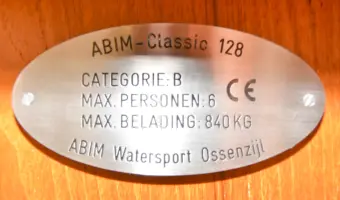 ABIM-Classic 128
CATEGORIE: B
MAX. PERSONEN: 6 CE
MAX. BELADING: 840 KG
ABIM Watersport Ossenzijl